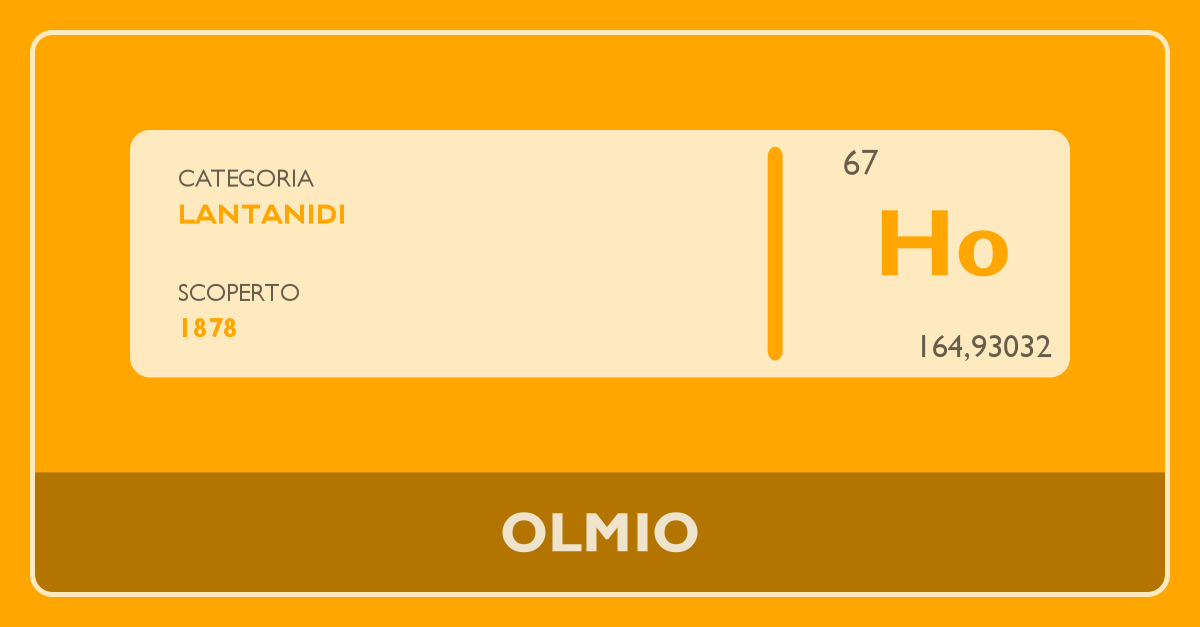 CATEGORIA
LANTANIDI
SCOPERTO
1878
67
Ho
164,93032
OLMIO